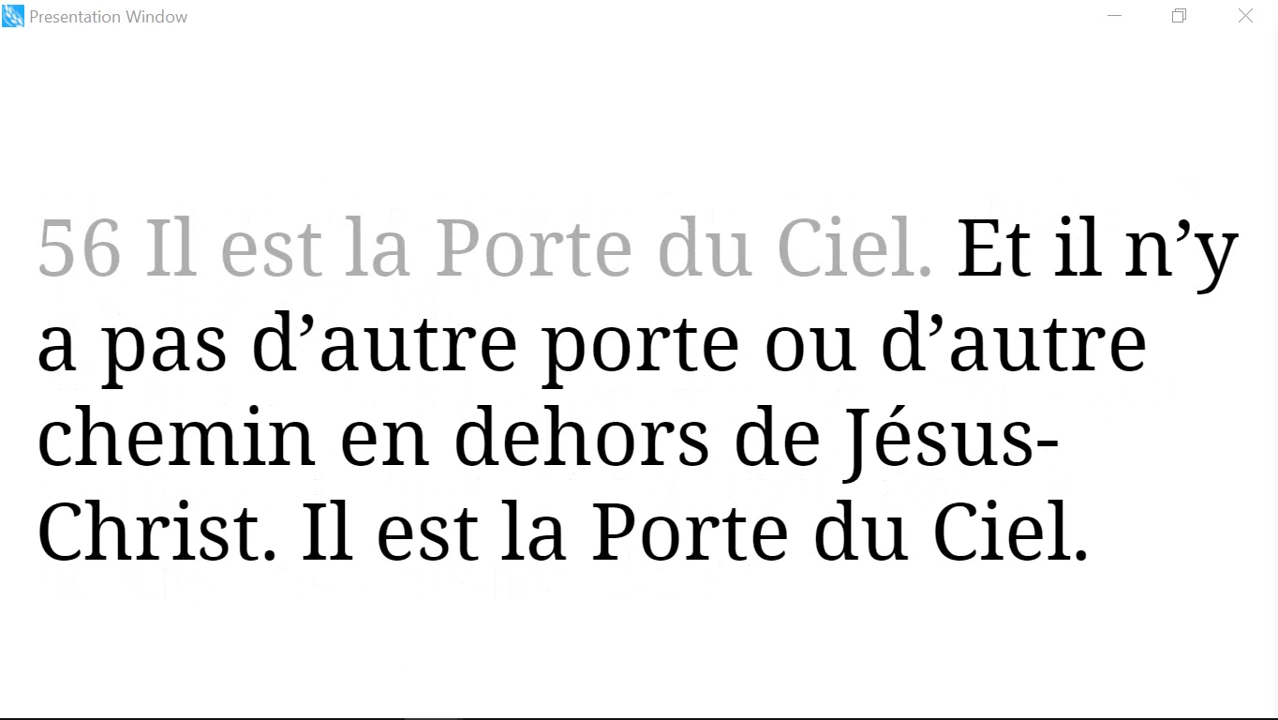 Presentation Window
56 Il est la Porte du Ciel. Et il n’y
a pas d’autre porte ou d’autre
chemin en dehors de Jésus-
Christ. Il est la Porte du Ciel.